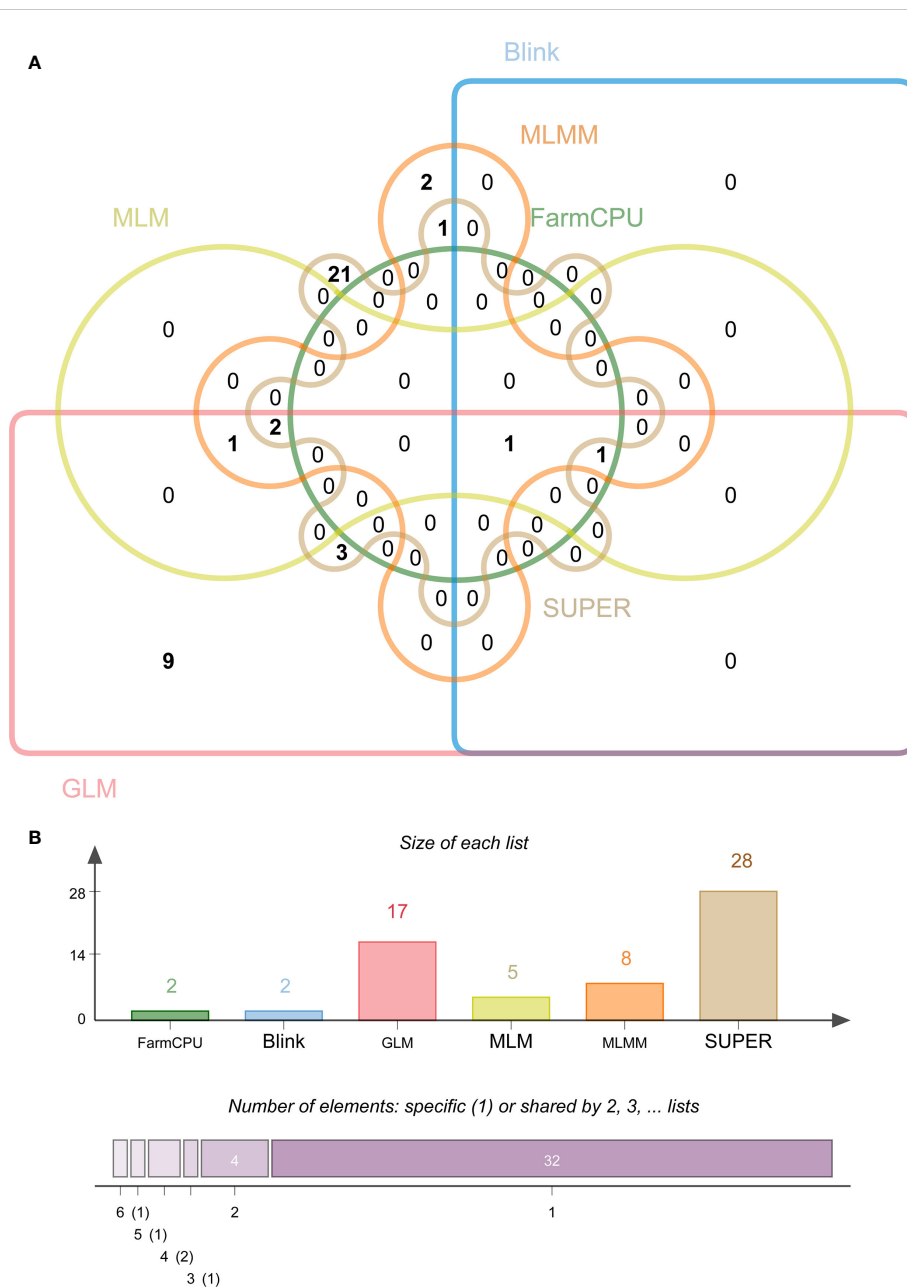 A
Blink
MLMM
2 0 0
MLM
FarmCPU
1 0
21 0 0 0 0 0
0 0 0 0 0 0
0 0 0 0
0 0 0 0
0 0 0 0
0 0 0 0
0 0
1 2 0 1 0 0
0 1
0 0 0 0
0 0 0 0
0 0 0 0 0 0
3 0 0 0 0 0
0 0
SUPER
0 0
9 0
GLM
B
Size of each list
28
28
17
14
8
5
2 2
0
FarmCPU Blink GLM MLM MLMM SUPER
Number of elements: specific (1) or shared by 2, 3, ... lists
4 32
6 (1) 2 1
5 (1)
4 (2)
3 (1)